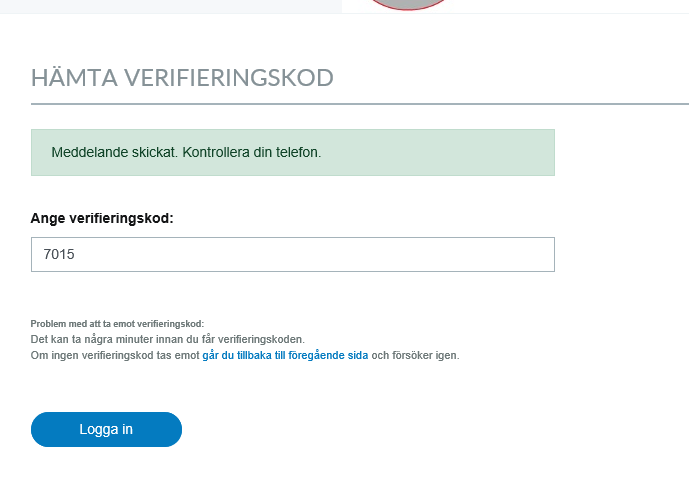 HÄMTA VERIFIERINGSKOD
Meddelande skickat. Kontrollera din telefon.
Ange verifieringskod:
7015
Problem med att ta emot verifieringskod:
Det kan ta några minuter innan du får verifieringskoden.
Om ingen verifieringskod tas emot går du tillbaka till föregående sida och försöker igen.
Logga in